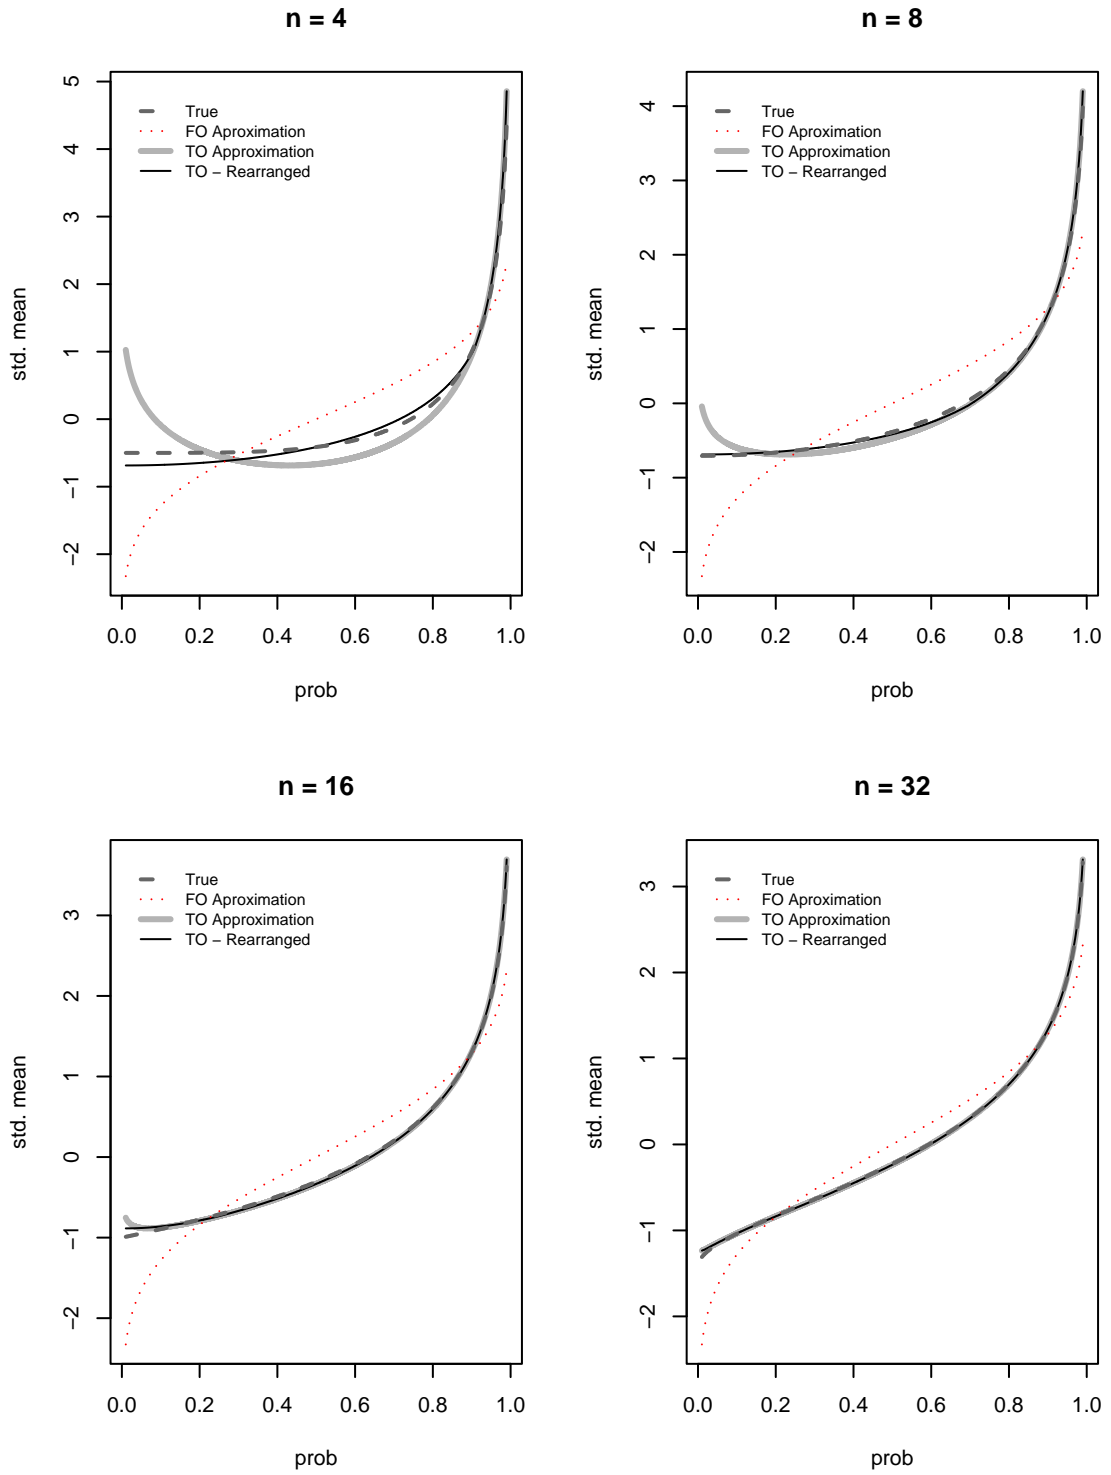 n = 4
5
4
3
2
1
0
−1
−2
std. mean
True
FO Aproximation
TO Approximation
TO − Rearranged
0.0 0.2 0.4 0.6 0.8 1.0
prob
n = 8
4
3
2
1
0
−1
−2
std. mean
True
FO Aproximation
TO Approximation
TO − Rearranged
0.0 0.2 0.4 0.6 0.8 1.0
prob
n = 16
3
2
1
0
−1
−2
std. mean
True
FO Aproximation
TO Approximation
TO − Rearranged
0.0 0.2 0.4 0.6 0.8 1.0
prob
n = 32
3
2
1
0
−1
−2
std. mean
True
FO Aproximation
TO Approximation
TO − Rearranged
0.0 0.2 0.4 0.6 0.8 1.0
prob